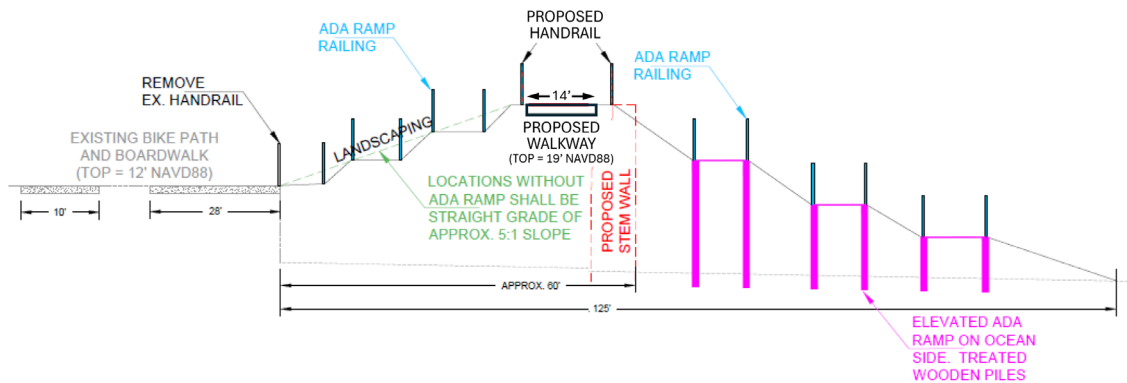 PROPOSED
HANDRAIL
ADA RAMP
RAILING
ADA RAMP
RAILING
REMOVE
EX. HANDRAIL
14'
LANDSCAPING
PROPOSED
WALKWAY
(TOP = 19' NAVD88)
EXISTING BIKE PATH
AND BOARDWALK
(TOP = 12' NAVD88)
LOCATIONS WITHOUT
ADA RAMP SHALL BE
STRAIGHT GRADE OF
APPROX. 5:1 SLOPE
PROPOSED
STEM WALL
10'
28'
APPROX. 60'
125'
ELEVATED ADA
RAMP ON OCEAN
SIDE. TREATED
WOODEN PILES